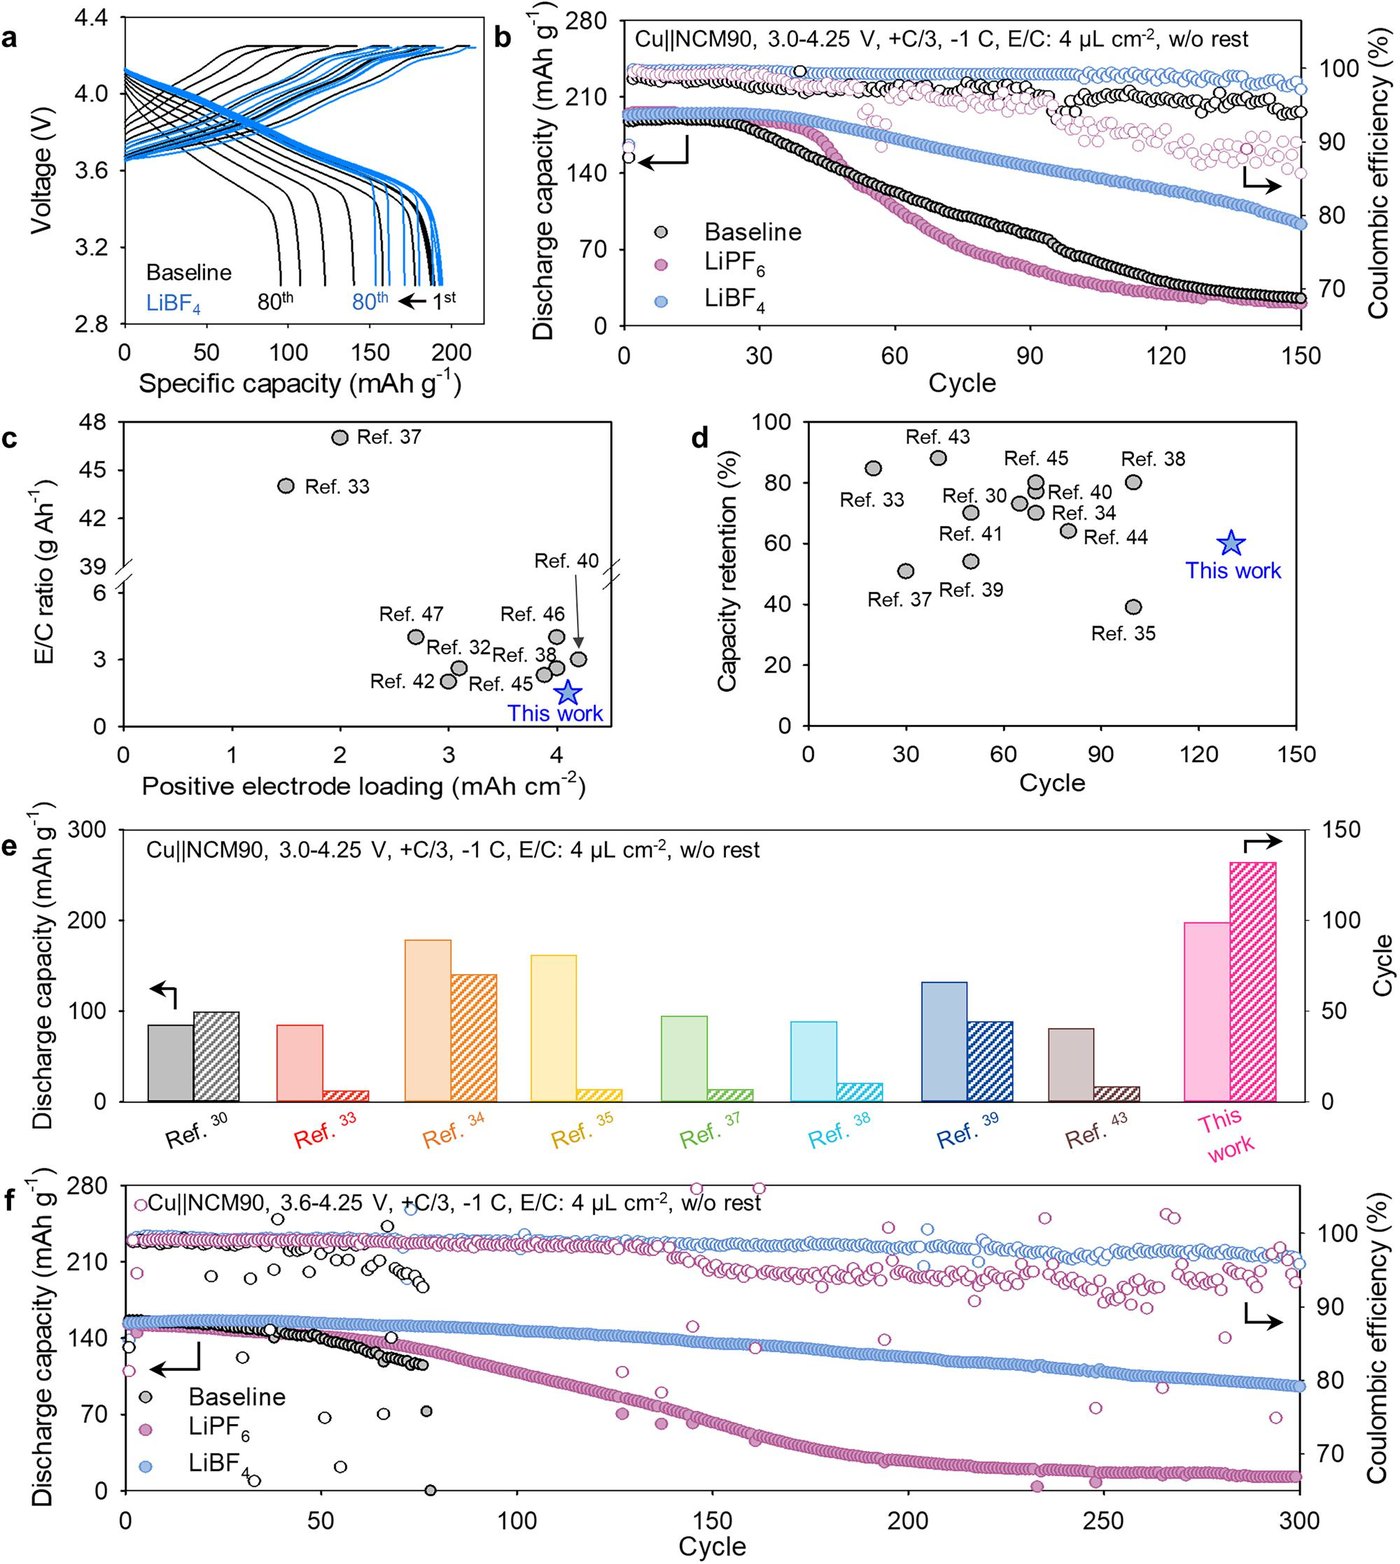 a
4.4
4.0
3.6
3.2
2.8
Voltage (V)
Baseline
LiBF4
80th
80th
1st
0
50
100
150
200
Specific capacity (mAh g-1)
b
280
210
140
70
0
Discharge capacity (mAh g-1)
Cu||NCM90, 3.0-4.25 V, +C/3, -1 C, E/C: 4 µL cm-2, w/o rest
Baseline
LiPF6
LiBF4
100
90
80
70
Coulombic efficiency (%)
0
30
60
90
120
150
Cycle
c
48
45
42
39
6
3
0
E/C ratio (g Ah-1)
Ref. 37
Ref. 33
Ref. 40
Ref. 47
Ref. 46
Ref. 32
Ref. 38
Ref. 42
Ref. 45
This work
0
1
2
3
4
Positive electrode loading (mAh cm-2)
d
100
80
60
40
20
0
Capacity retention (%)
Ref. 43
Ref. 45
Ref. 38
Ref. 33
Ref. 30
Ref. 40
Ref. 34
Ref. 41
Ref. 44
Ref. 37
Ref. 39
This work
Ref. 35
0
30
60
90
120
150
Cycle
e
300
200
100
0
Discharge capacity (mAh g-1)
Cu||NCM90, 3.0-4.25 V, +C/3, -1 C, E/C: 4 µL cm-2, w/o rest
150
100
50
0
Cycle
Ref. 30
Ref. 33
Ref. 34
Ref. 35
Ref. 37
Ref. 38
Ref. 39
Ref. 43
This
work
f
280
210
140
70
0
Discharge capacity (mAh g-1)
Cu||NCM90, 3.6-4.25 V, +C/3, -1 C, E/C: 4 µL cm-2, w/o rest
Baseline
LiPF6
LiBF4
100
90
80
70
Coulombic efficiency (%)
0
50
100
150
200
250
300
Cycle